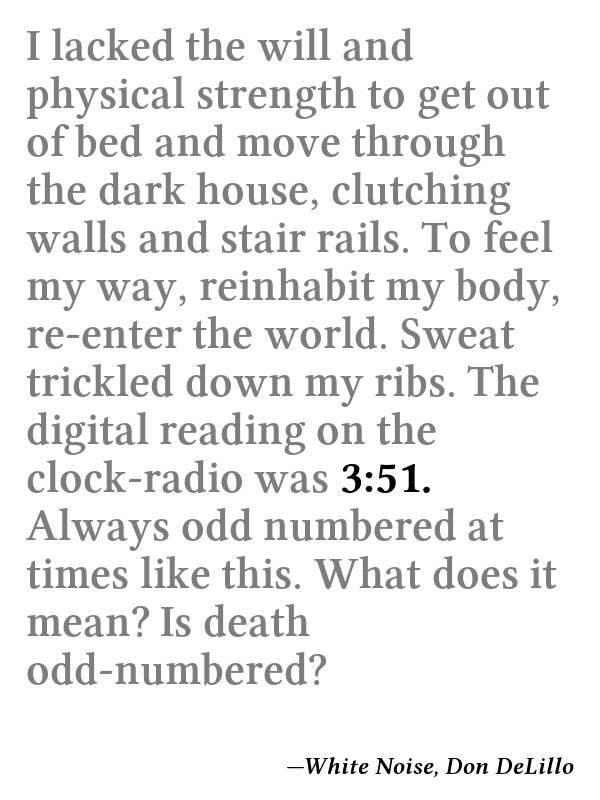 I lacked the will and
physical strength to get out
of bed and move through
the dark house, clutching
walls and stair rails. To feel
my way, reinhabit my body,
re-enter the world. Sweat
trickled down my ribs. The
digital reading on the
clock-radio was 3:51.
Always odd numbered at
times like this. What does it
mean? Is death
odd-numbered?
—White Noise, Don DeLillo